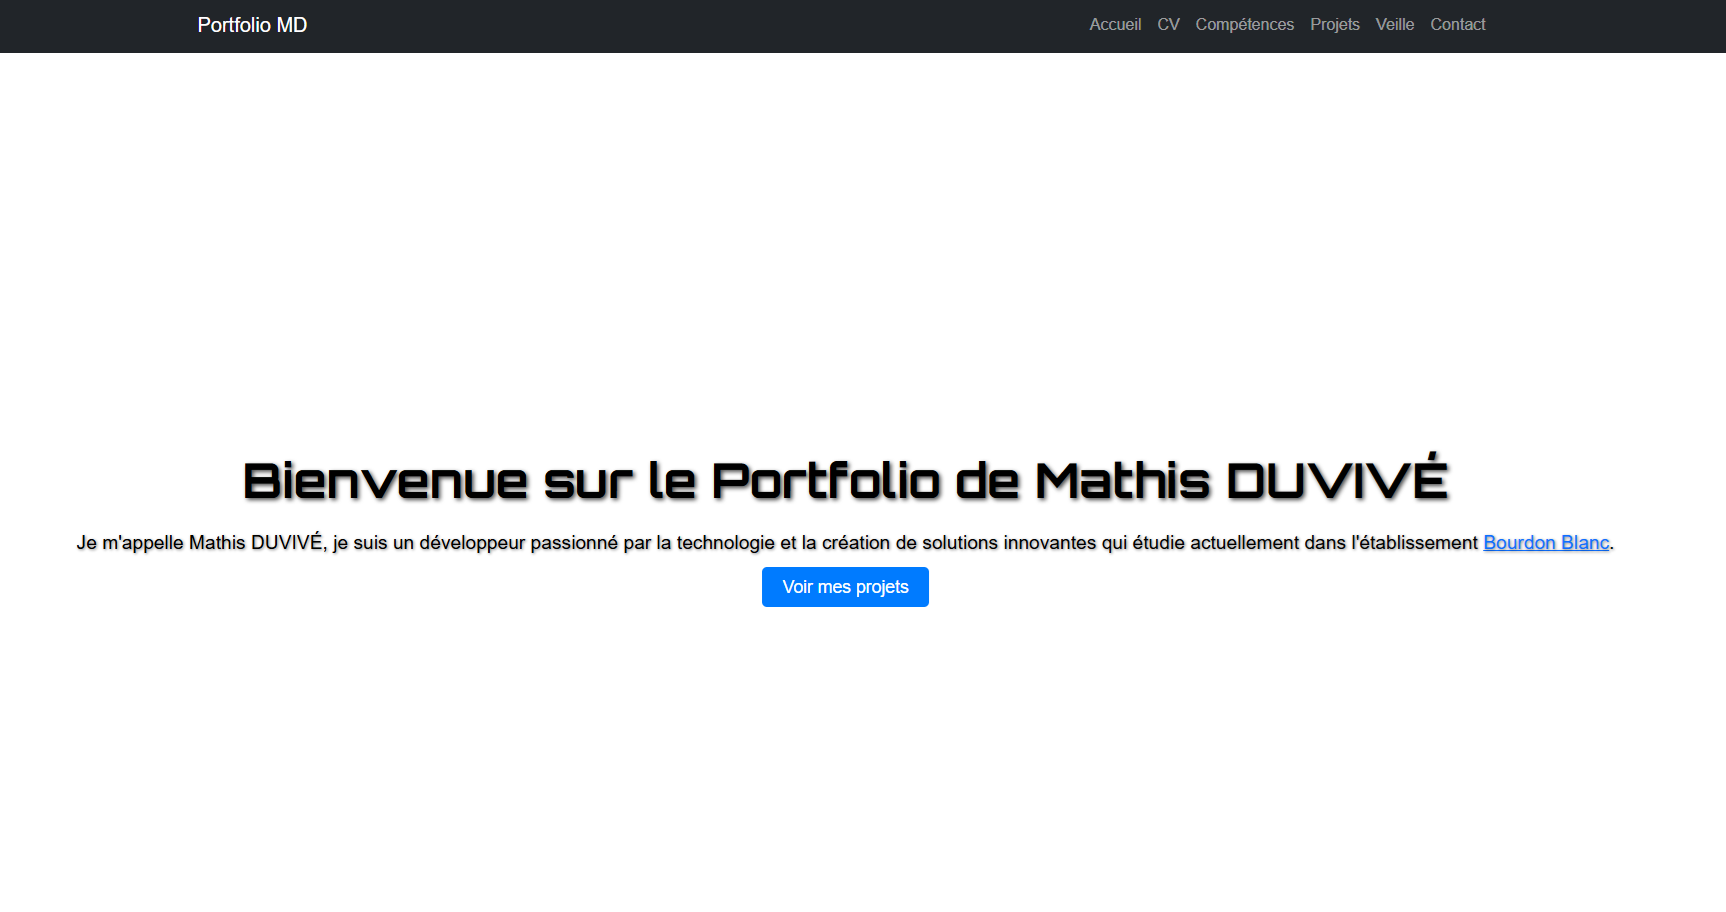 Portfolio MD
Accueil CV Compétences Projets Veille Contact
Bienvenue sur le Portfolio de Mathis DUVIVÉ
Je m'appelle Mathis DUVIVÉ, je suis un développeur passionné par la technologie et la création de solutions innovantes qui étudie actuellement dans l'établissement Bourdon Blanc.
Voir mes projets